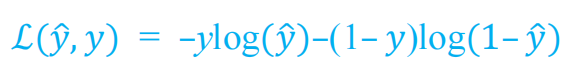 ℒ(ŷ, y) = –ylog(ŷ)–(1– y)log(1– ŷ)